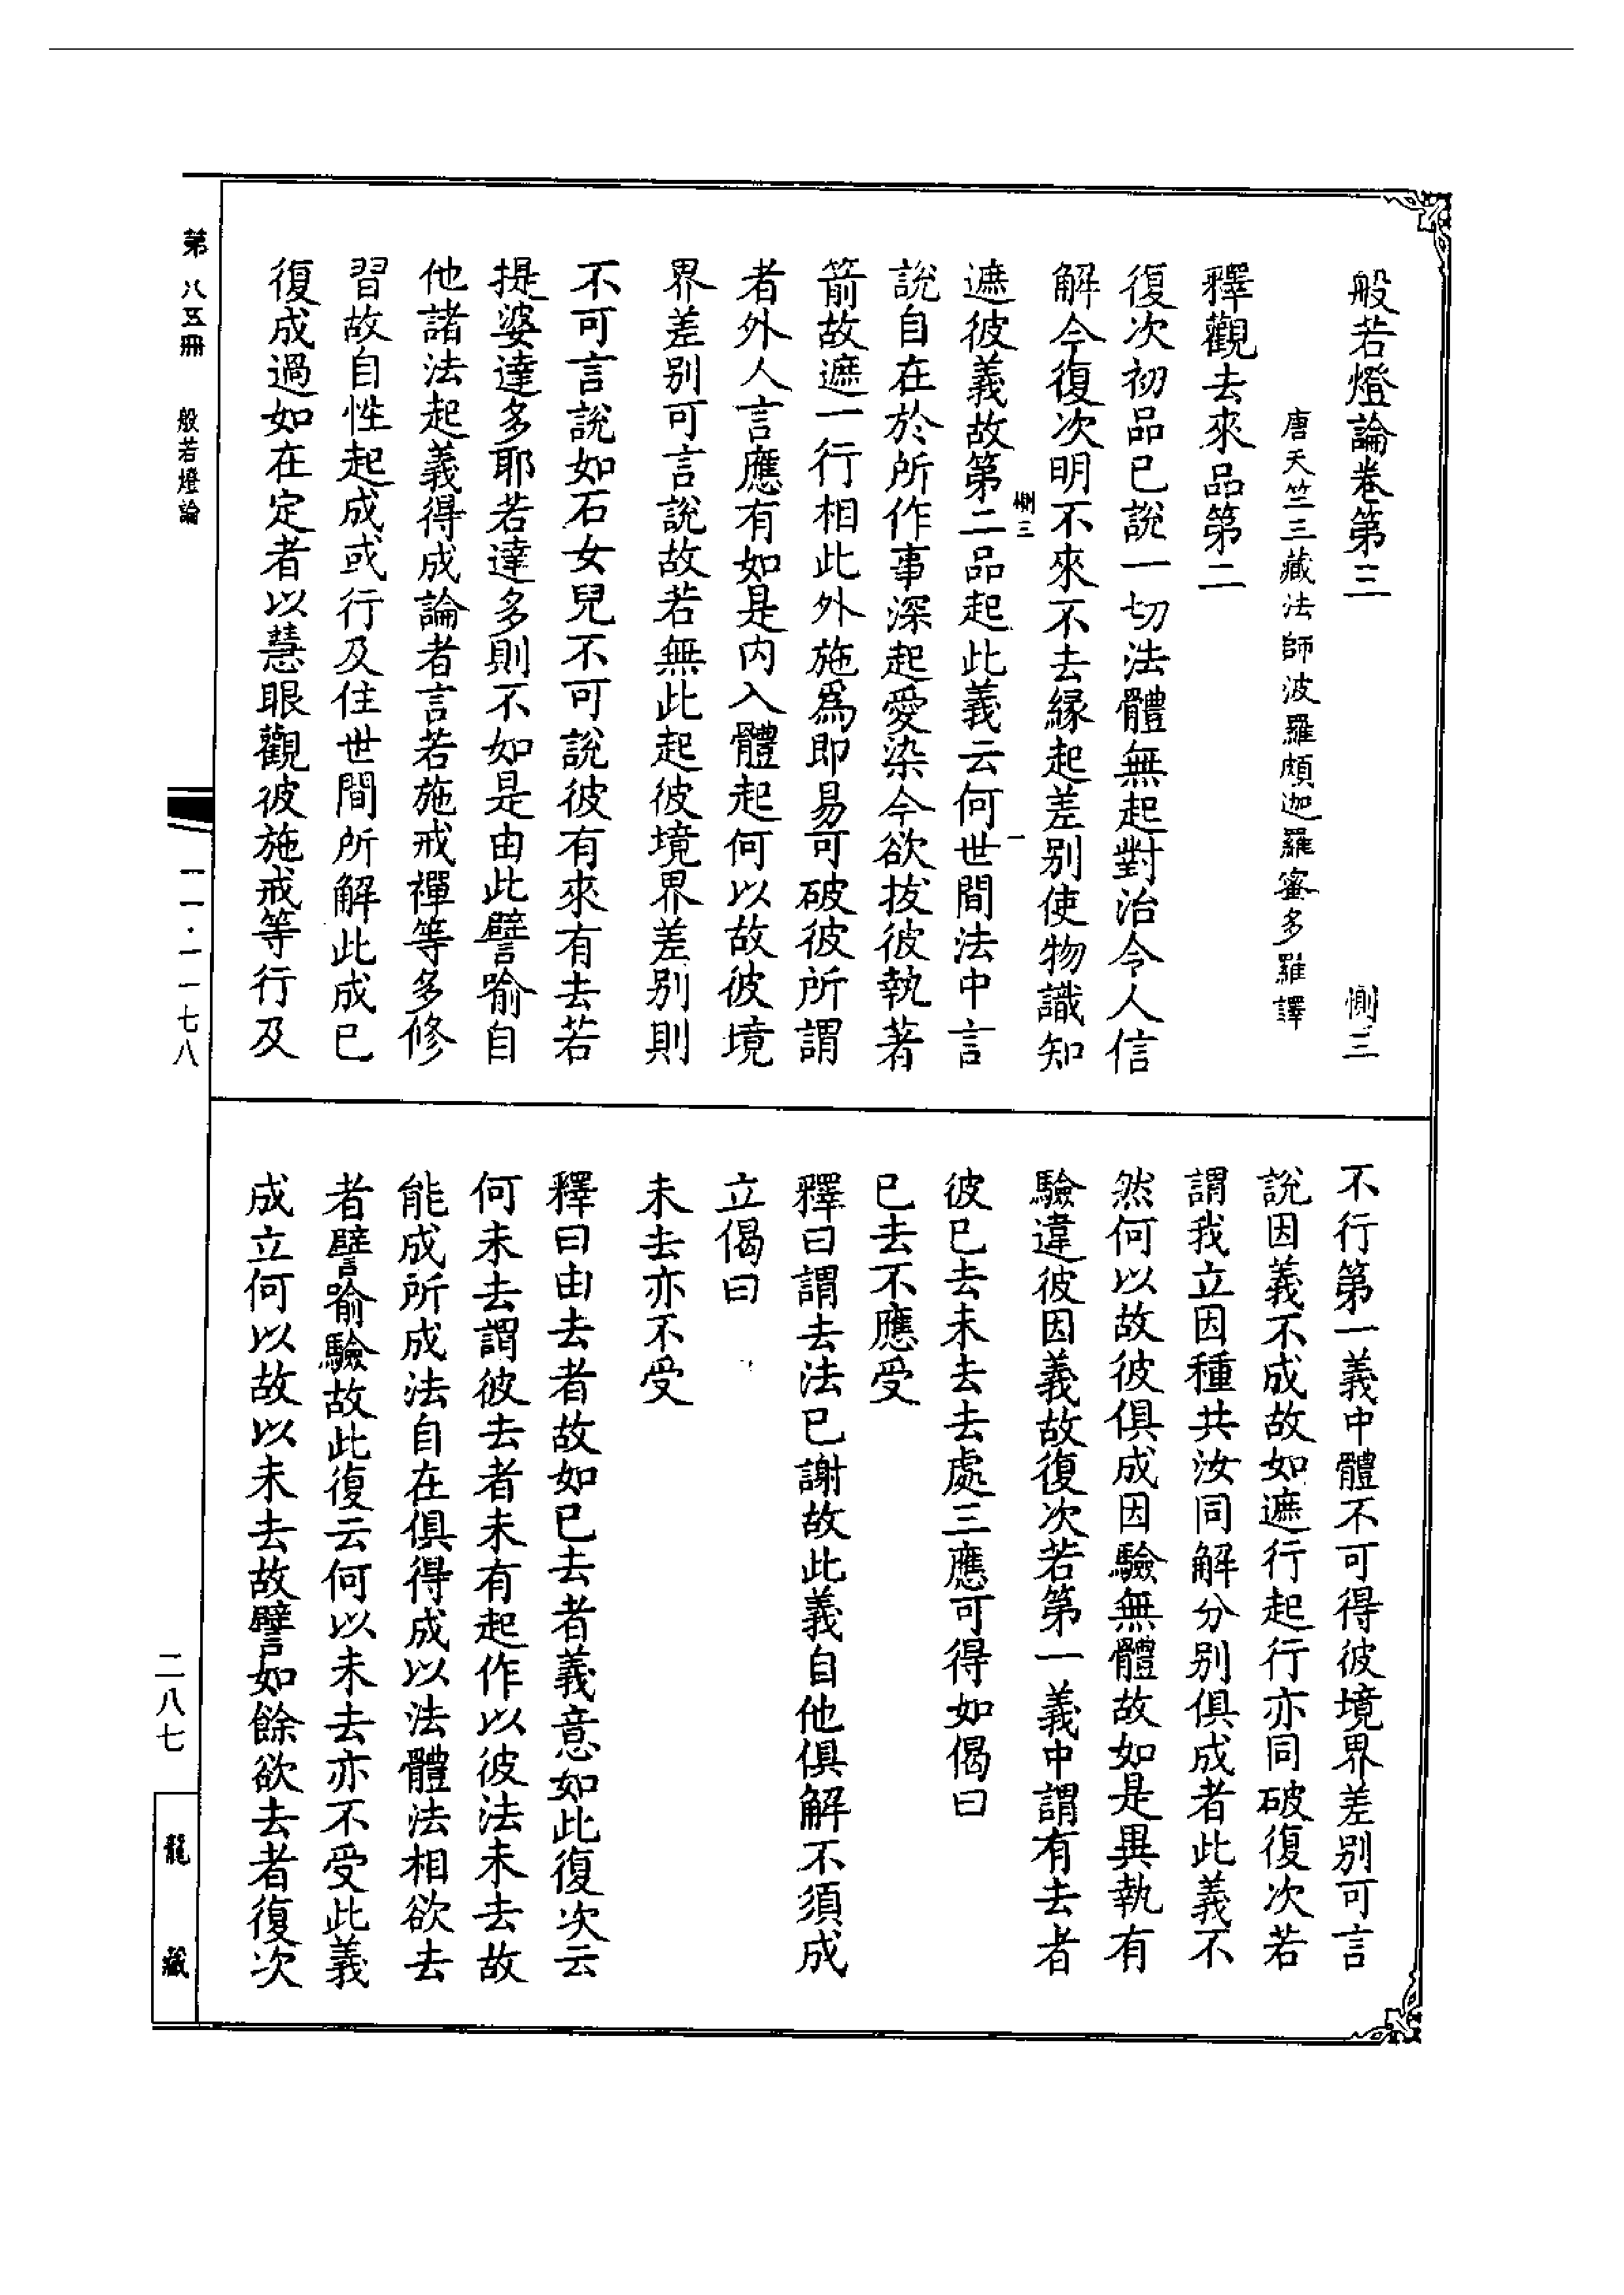 般若燈論卷第三　惻三
唐天竺三藏法師波羅頗迦羅蜜多羅譯
釋觀去來品第二
復次初品已說一切法體無起對治令人信
解今復次明不來不去緣起差別使物識知
惻三　一
遮彼義故第二品起此義云何世間法中言
說自在於所作事深起愛染今欲拔彼執著
箭故遮一行相此外施為即易可破彼所謂
者外人言應有如是內入體起何以故彼境
界差別可言說故若無此起彼境界差別則
不可言說如石女兒不可說彼有來有去若
提婆達多耶若達多則不如是由此譬喻自
他諸法起義得成論者言若施戒禪等多修
習故自性起成或行及住世間所解此成已
復成過如在定者以慧眼觀彼施戒等行及
不行第一義中體不可得彼境界差別可言
說因義不成故如遮行起行亦同破復次若
謂我立因種共汝同解分別俱成者此義不
然何以故彼俱成因驗無體故如是異執有
驗違彼因義故復次若第一義中謂有去者
彼已去未去去處三應可得如偈曰
已去不應受
釋曰謂去法已謝故此義自他俱解不須成
立偈曰
未去亦不受
釋曰由去者故如已去者義意如此復次云
何未去謂彼去者未有起作以彼法未去故
能成所成法自在俱得成以法體法相欲去
者譬喻驗故此復云何以未去亦不受此義
成立何以故以未去故譬如餘欲去者復次
第八五冊　般若燈論
一一·一一七八
二八七
龍藏